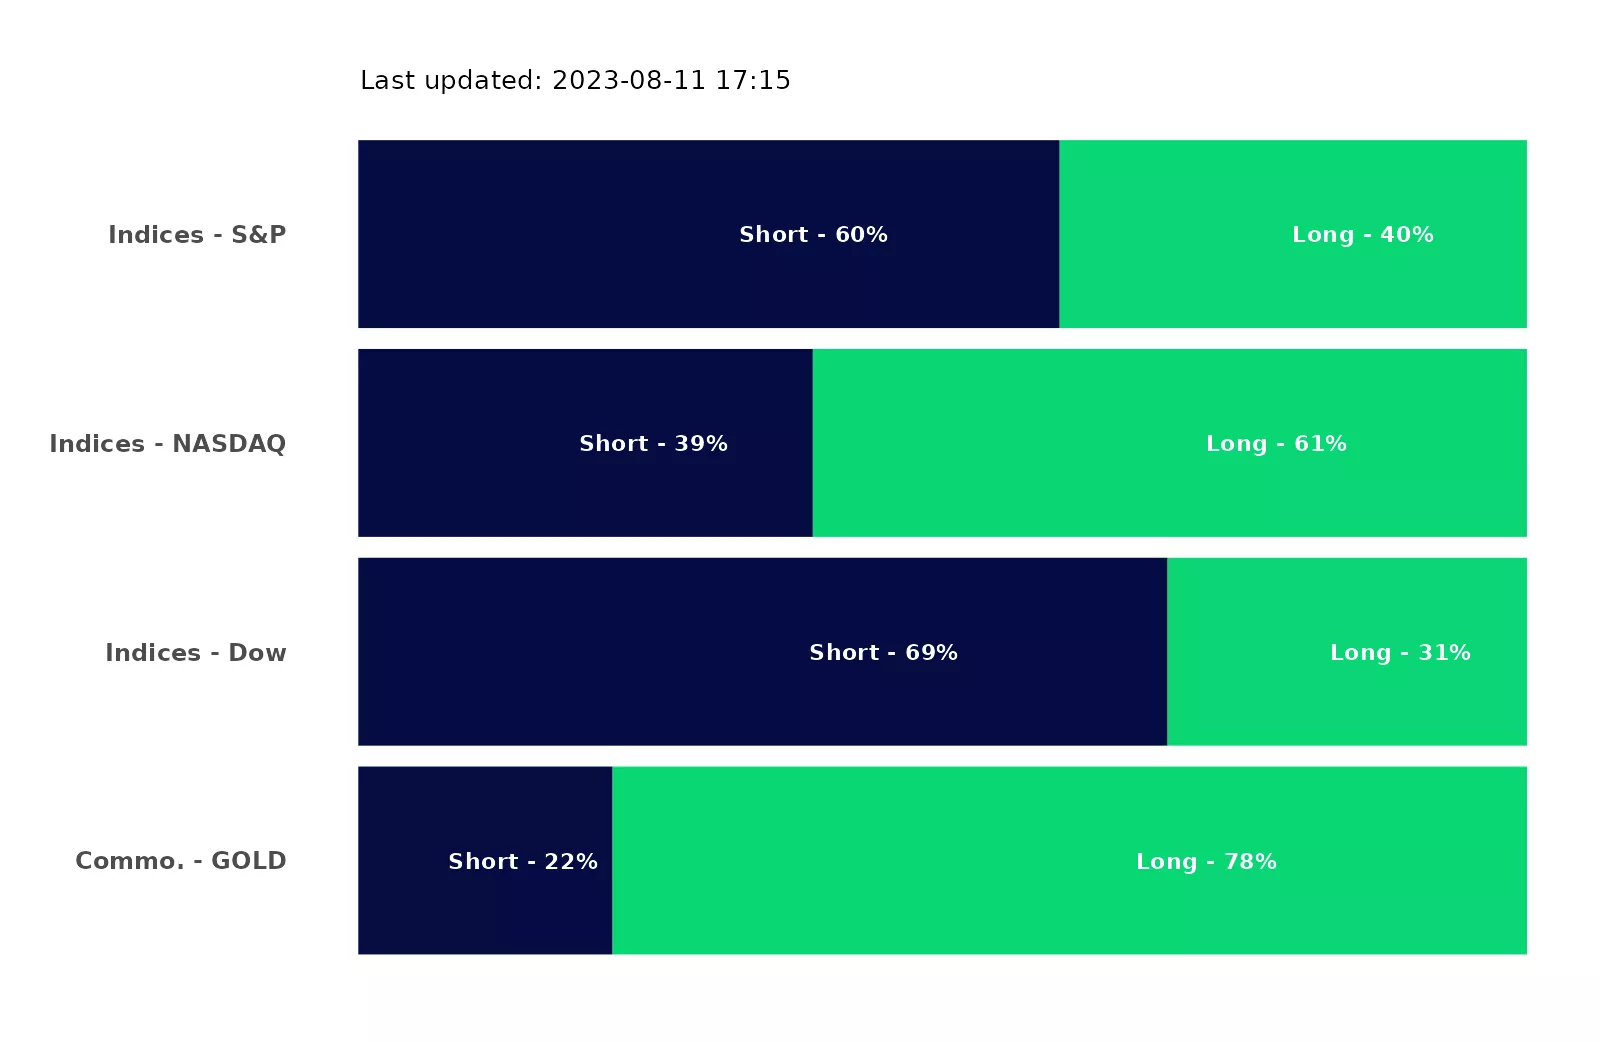 Last updated: 2023-08-11 17:15
Indices - S&P
Short - 60%
Long - 40%
Indices - NASDAQ
Short - 39%
Long - 61%
Indices - Dow
Short - 69%
Long - 31%
Commo. - GOLD
Short - 22%
Long - 78%